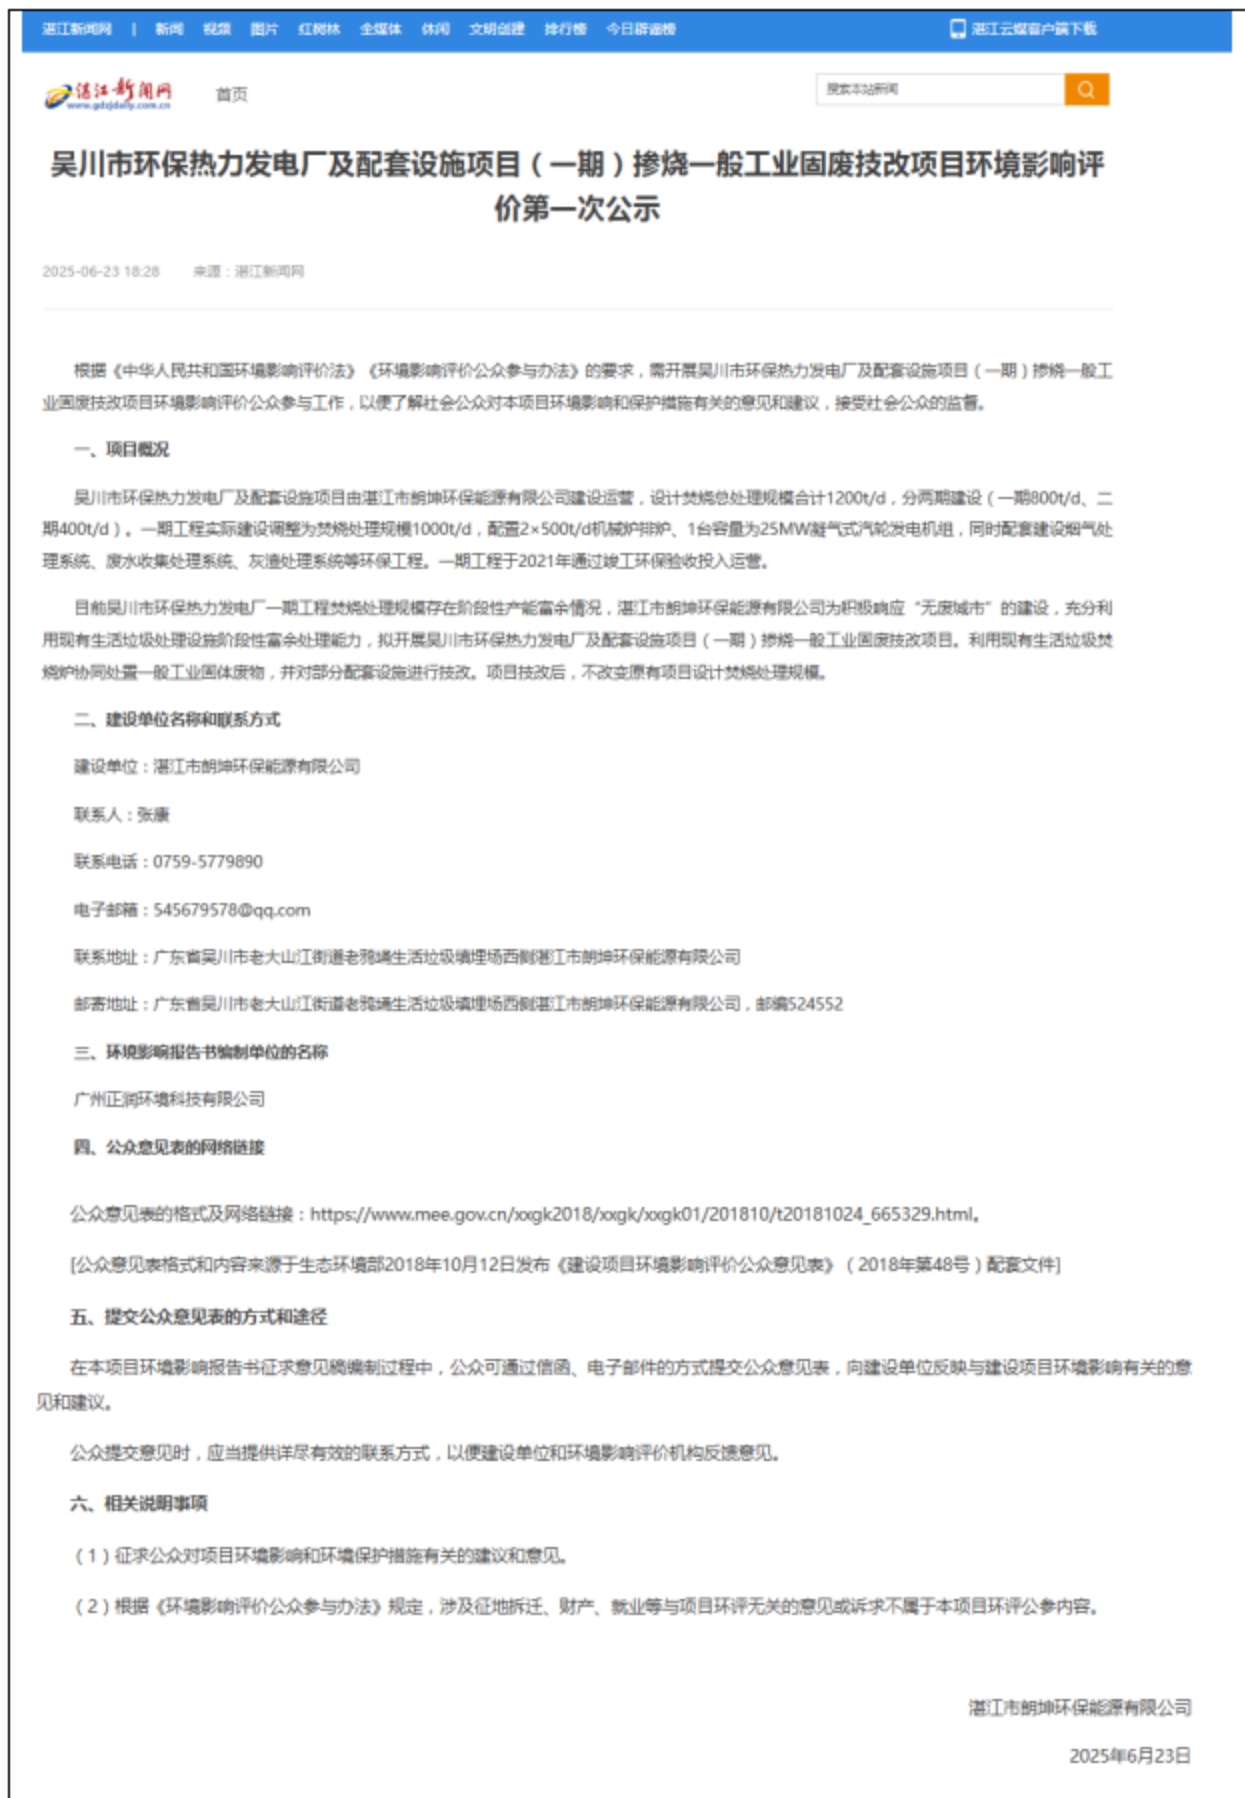 湛江新闻网 | 新闻 视频 图片 红树林 全媒体 休闲 文明创建 排行榜 今日辟谣榜 湛江云媒客户端下载
湛江新闻网 首页 搜索本站新闻
www.gdzjdaily.com.cn
吴川市环保热力发电厂及配套设施项目（一期）掺烧一般工业固废技改项目环境影响评
价第一次公示
2025-06-23 18:28 来源：湛江新闻网
根据《中华人民共和国环境影响评价法》《环境影响评价公众参与办法》的要求，需开展吴川市环保热力发电厂及配套设施项目（一期）掺烧一般工
业固废技改项目环境影响评价公众参与工作，以便了解社会公众对本项目环境影响和保护措施有关的意见和建议，接受社会公众的监督。
一、项目概况
吴川市环保热力发电厂及配套设施项目由湛江市朗坤环保能源有限公司建设运营，设计焚烧总处理规模合计1200t/d，分两期建设（一期800t/d、二
期400t/d）。一期工程实际建设调整为焚烧处理规模1000t/d，配置2×500t/d机械炉排炉、1台容量为25MW凝气式汽轮发电机组，同时配套建设烟气处
理系统、废水收集处理系统、灰渣处理系统等环保工程。一期工程于2021年通过竣工环保验收投入运营。
目前吴川市环保热力发电厂一期工程焚烧处理规模存在阶段性产能富余情况，湛江市朗坤环保能源有限公司为积极响应“无废城市”的建设，充分利
用现有生活垃圾处理设施阶段性富余处理能力，拟开展吴川市环保热力发电厂及配套设施项目（一期）掺烧一般工业固废技改项目。利用现有生活垃圾焚
烧炉协同处置一般工业固体废物，并对部分配套设施进行技改。项目技改后，不改变原有项目设计焚烧处理规模。
二、建设单位名称和联系方式
建设单位：湛江市朗坤环保能源有限公司
联系人：张康
联系电话：0759-5779890
电子邮箱：545679578@qq.com
联系地址：广东省吴川市老大山江街道老鸦埇生活垃圾填埋场西侧湛江市朗坤环保能源有限公司
邮寄地址：广东省吴川市老大山江街道老鸦埇生活垃圾填埋场西侧湛江市朗坤环保能源有限公司，邮编524552
三、环境影响报告书编制单位的名称
广州正润环境科技有限公司
四、公众意见表的网络链接
公众意见表的格式及网络链接：https://www.mee.gov.cn/xxgk2018/xxgk/xxgk01/201810/t20181024_665329.html。
[公众意见表格式和内容来源于生态环境部2018年10月12日发布《建设项目环境影响评价公众意见表》（2018年第48号）配套文件]
五、提交公众意见表的方式和途径
在本项目环境影响报告书征求意见稿编制过程中，公众可通过信函、电子邮件的方式提交公众意见表，向建设单位反映与建设项目环境影响有关的意
见和建议。
公众提交意见时，应当提供详尽有效的联系方式，以便建设单位和环境影响评价机构反馈意见。
六、相关说明事项
（1）征求公众对项目环境影响和环境保护措施有关的建议和意见。
（2）根据《环境影响评价公众参与办法》规定，涉及征地拆迁、财产、就业等与项目环评无关的意见或诉求不属于本项目环评公参内容。
湛江市朗坤环保能源有限公司
2025年6月23日